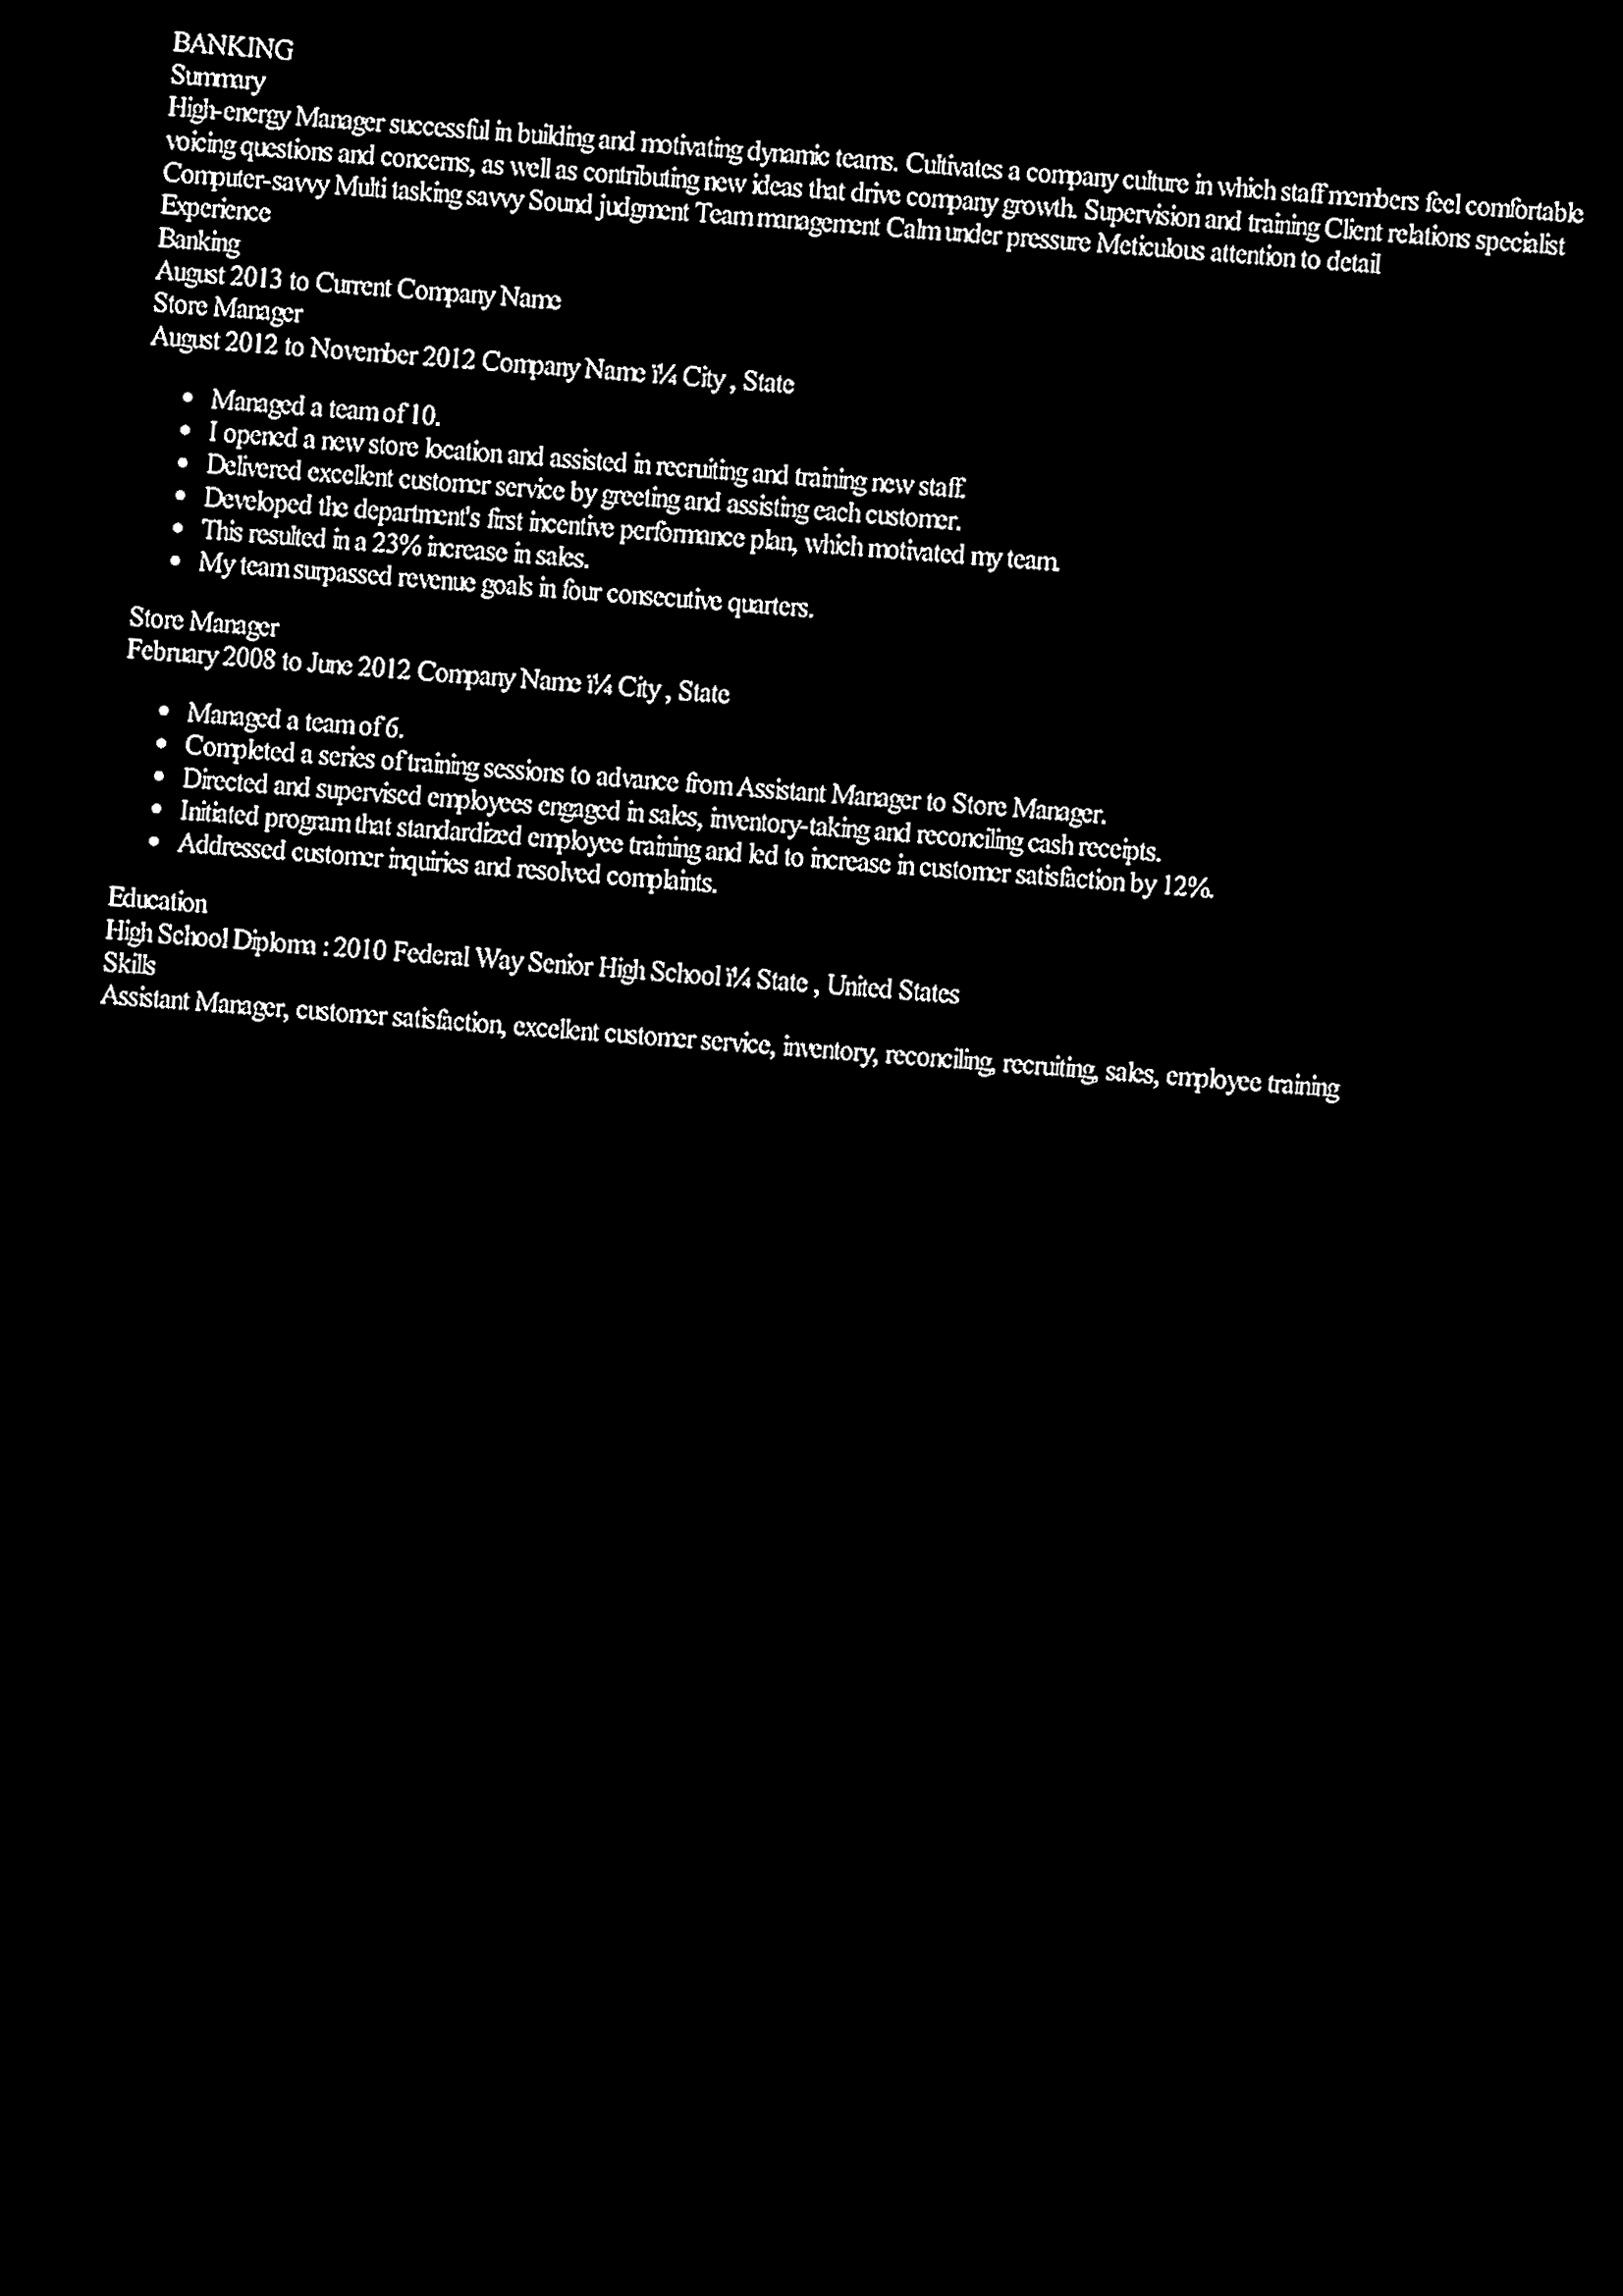 BANKING
Summary
High-energy Manager successful in building and motivating dynamic teams. Cultivates a company culture in which staff members feel comfortable
voicing questions and concerns, as well as contributing new ideas that drive company growth. Supervision and training Client relations specialist
Computer-savvy Multi tasking savvy Sound judgment Team management Calm under pressure Meticulous attention to detail
Experience
Banking
August 2013 to Current Company Name
Store Manager
August 2012 to November 2012 Company Name ï¼ City , State
• Managed a team of 10.
• I opened a new store location and assisted in recruiting and training new staff.
• Delivered excellent customer service by greeting and assisting each customer.
• Developed the department's first incentive performance plan, which motivated my team.
• This resulted in a 23% increase in sales.
• My team surpassed revenue goals in four consecutive quarters.
Store Manager
February 2008 to June 2012 Company Name ï¼ City , State
• Managed a team of 6.
• Completed a series of training sessions to advance from Assistant Manager to Store Manager.
• Directed and supervised employees engaged in sales, inventory-taking and reconciling cash receipts.
• Initiated program that standardized employee training and led to increase in customer satisfaction by 12%.
• Addressed customer inquiries and resolved complaints.
Education
High School Diploma : 2010 Federal Way Senior High School ï¼ State , United States
Skills
Assistant Manager, customer satisfaction, excellent customer service, inventory, reconciling, recruiting, sales, employee training